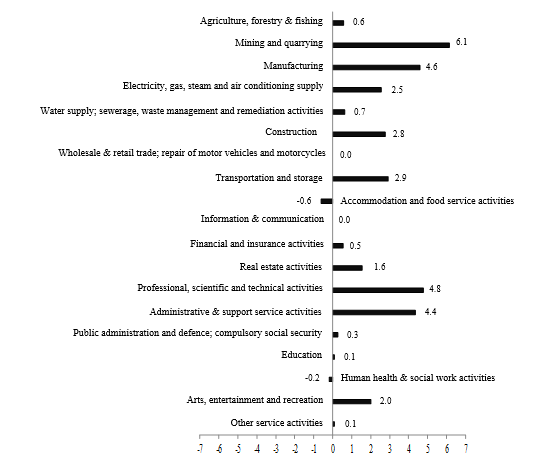 Agriculture, forestry & fishing 0.6
Mining and quarrying 6.1
Manufacturing 4.6
Electricity, gas, steam and air conditioning supply 2.5
Water supply; sewerage, waste management and remediation activities 0.7
Construction 2.8
Wholesale & retail trade; repair of motor vehicles and motorcycles 0.0
Transportation and storage 2.9
-0.6 Accommodation and food service activities
Information & communication 0.0
Financial and insurance activities 0.5
Real estate activities 1.6
Professional, scientific and technical activities 4.8
Administrative & support service activities 4.4
Public administration and defence; compulsory social security 0.3
Education 0.1
-0.2 Human health & social work activities
Arts, entertainment and recreation 2.0
Other service activities 0.1
-7 -6 -5 -4 -3 -2 -1 0 1 2 3 4 5 6 7